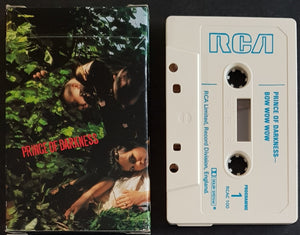 PRINCE OF DARKNESS
RCA
PRINCE OF DARKNESS—
BOW WOW WOW
PROGRAMME
1
RCAC 100
RCA Limited, Record Division, England.